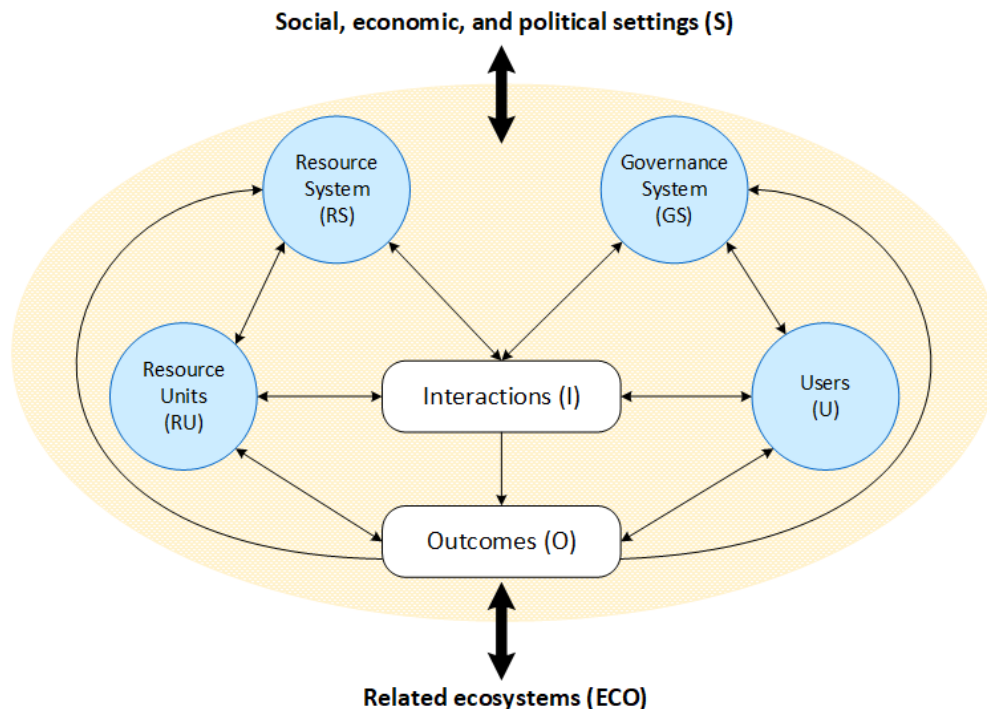 Social, economic, and political settings (S)
Resource
System
(RS)
Governance
System
(GS)
Resource
Units
(RU)
Interactions (I)
Users
(U)
Outcomes (O)
Related ecosystems (ECO)